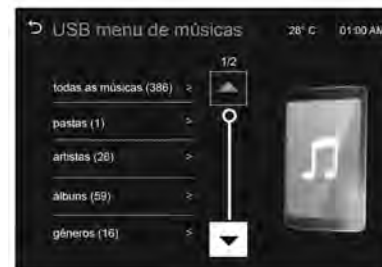 USB menu de músicas
28° C
01:00 AM
1/2
todas as músicas (386) >
pastas (1) >
artistas (28) >
álbuns (59) >
gêneros (16) >